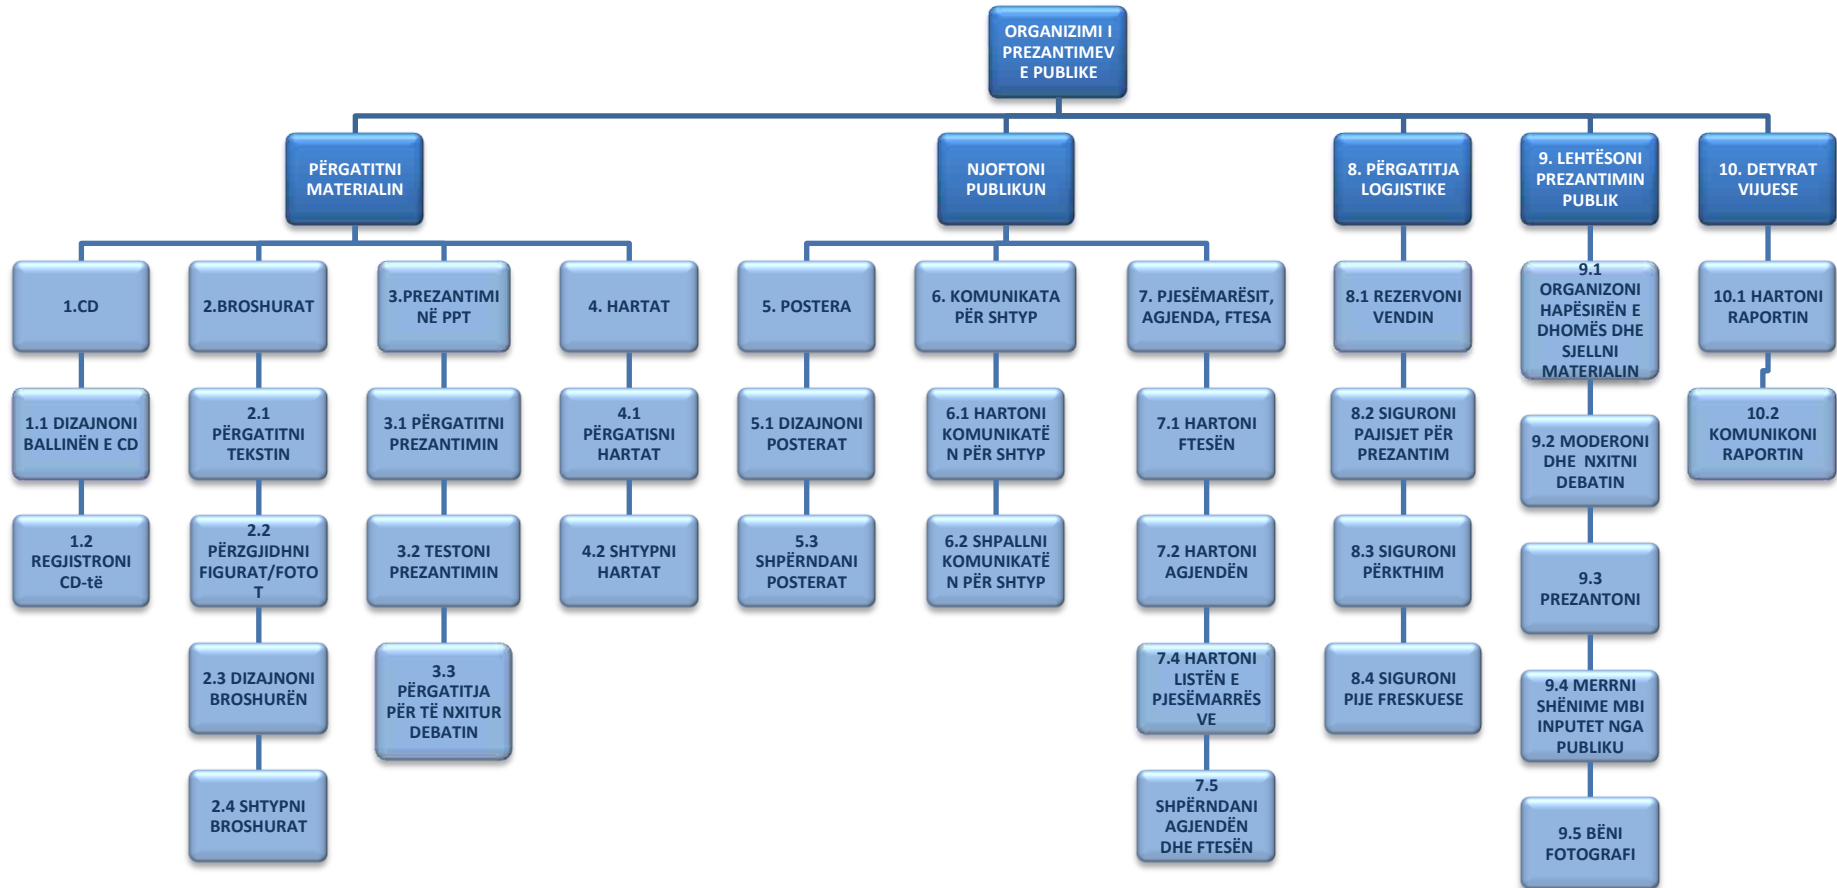 ORGANIZIMI I
PREZANTIMEV
E PUBLIKE
PËRGATITNI
MATERIALIN
NJOFTONI
PUBLIKUN
8. PËRGATITJA
LOGJISTIKE
9. LEHTËSONI
PREZANTIMIN
PUBLIK
10. DETYRAT
VIJUESE
1.CD
2.BROSHURAT
3.PREZANTIMI
NË PPT
4. HARTAT
5. POSTERA
6. KOMUNIKATA
PËR SHTYP
7. PJESËMARËSIT,
AGJENDA, FTESA
8.1 REZERVONI
VENDIN
9.1
ORGANIZONI
HAPËSIRËN E
DHOMËS DHE
SJELLNI
MATERIALIN
10.1 HARTONI
RAPORTIN
1.1 DIZAJNONI
BALLINËN E CD
2.1
PËRGATITNI
TEKSTIN
3.1 PËRGATITNI
PREZANTIMIN
4.1
PËRGATISNI
HARTAT
5.1 DIZAJNONI
POSTERAT
6.1 HARTONI
KOMUNIKATË
N PËR SHTYP
7.1 HARTONI
FTESËN
8.2 SIGURONI
PAJISJET PËR
PREZANTIM
9.2 MODERONI
DHE NXITNI
DEBATIN
10.2
KOMUNIKONI
RAPORTIN
1.2
REGJISTRONI
CD-të
2.2
PËRZGJIDHNI
FIGURAT/FOTO
T
3.2 TESTONI
PREZANTIMIN
4.2 SHTYPNI
HARTAT
5.3
SHPËRNDANI
POSTERAT
6.2 SHPALLNI
KOMUNIKATË
N PËR SHTYP
7.2 HARTONI
AGJENDËN
8.3 SIGURONI
PËRKTHIM
9.3
PREZANTONI
2.3 DIZAJNONI
BROSHURËN
3.3
PËRGATITJA
PËR TË NXITUR
DEBATIN
7.4 HARTONI
LISTËN E
PJESËMARRËS
VE
8.4 SIGURONI
PIJE FRESKUESE
9.4 MERRNI
SHËNIME MBI
INPUTET NGA
PUBLIKU
2.4 SHTYPNI
BROSHURAT
7.5
SHPËRNDANI
AGJENDËN
DHE FTESËN
9.5 BËNI
FOTOGRAFI